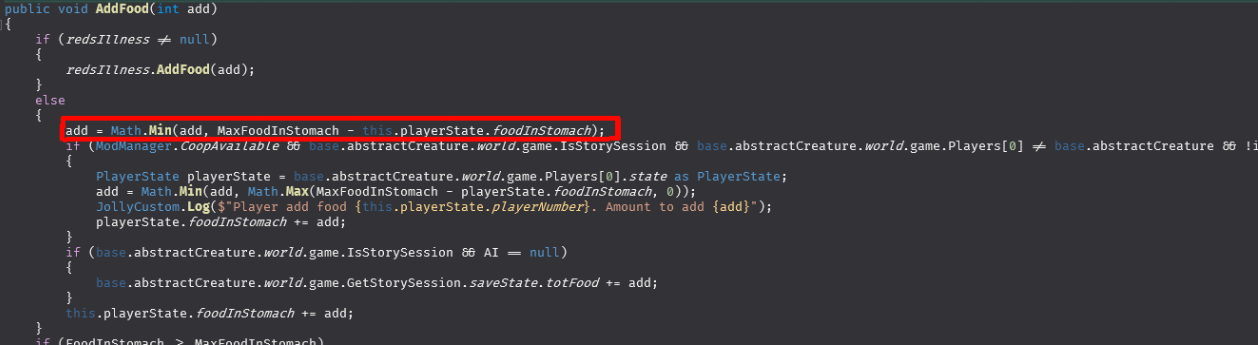 public void AddFood(int add)
{
if (redsIllness ≠ null)
{
redsIllness.AddFood(add);
}
else
{
add = Math.Min(add, MaxFoodInStomach - this.playerState.foodInStomach);
if (ModManager.CoopAvailable && base.abstractCreature.world.game.IsStorySession && base.abstractCreature.world.game.Players[0] ≠ base.abstractCreature && !i
{
PlayerState playerState = base.abstractCreature.world.game.Players[0].state as PlayerState;
add = Math.Min(add, Math.Max(MaxFoodInStomach - playerState.foodInStomach, 0));
JollyCustom.Log($"Player add food {this.playerState.playerNumber}. Amount to add {add}");
playerState.foodInStomach += add;
}
if (base.abstractCreature.world.game.IsStorySession && AI == null)
{
base.abstractCreature.world.game.GetStorySession.saveState.totFood += add;
}
this.playerState.foodInStomach += add;
}
if (FoodInStomach > MaxFoodInStomach)